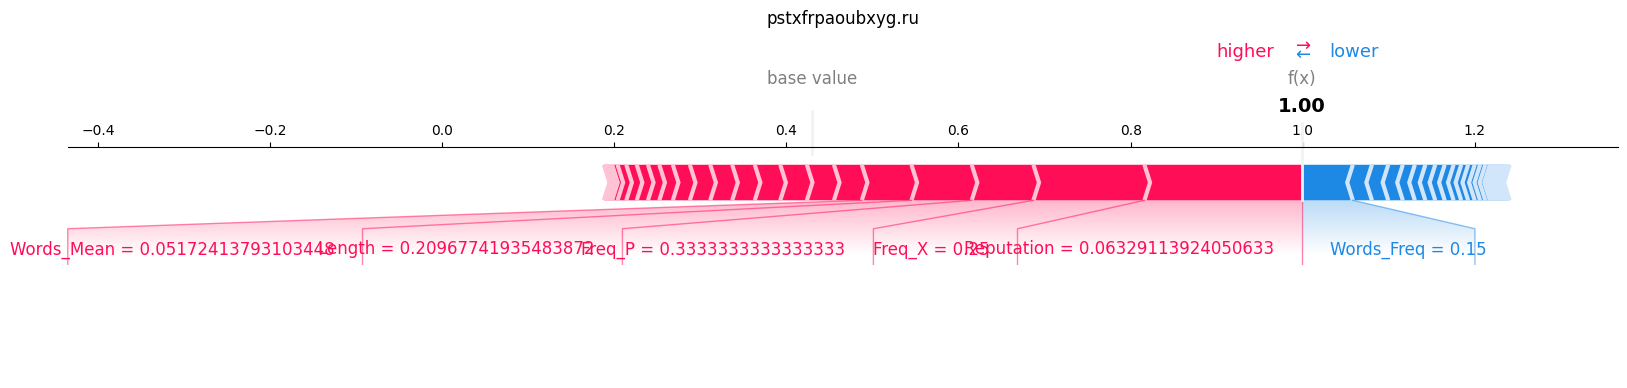 pstxfrpaoubxyg.ru
higher ⇄ lower
base value f(x)
1.00
−0.4 −0.2 0.0 0.2 0.4 0.6 0.8 1.0 1.2
Words_Mean = 0.05172413793103448 Length = 0.20967741935483872 Freq_P = 0.3333333333333333 Freq_X = 0.25 Reputation = 0.06329113924050633 Words_Freq = 0.15